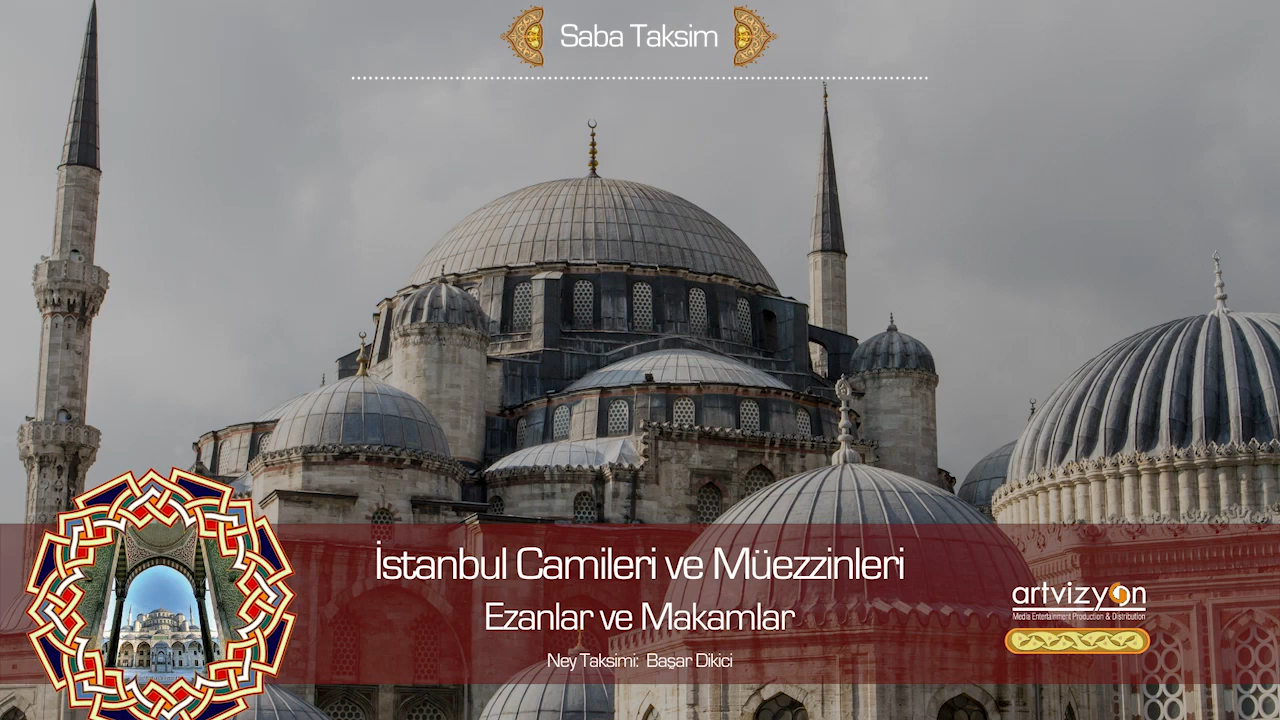 Saba Taksim
İstanbul Camileri ve Müezzinleri
Ezanlar ve Makamlar
Ney Taksimi: Başar Dikici
artvizyon
Media Entertainment Production & Distribution